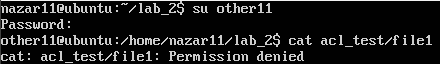 nazar11@ubuntu:~/lab_2$ su other11
Password:
other11@ubuntu:/home/nazar11/lab_2$ cat acl_test/file1
cat: acl_test/file1: Permission denied